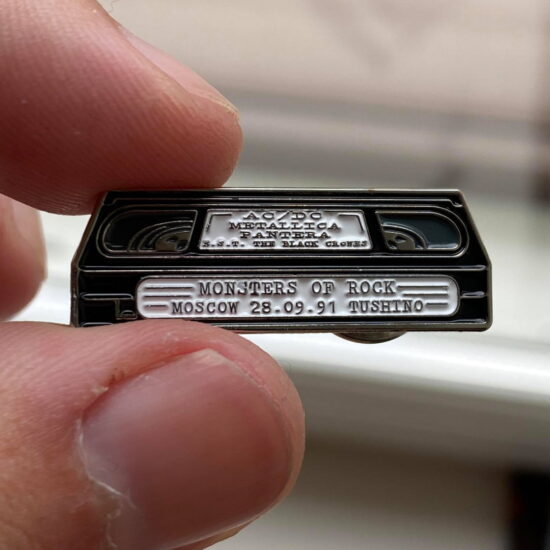 AC/DC
METALLICA
PANTERA
E.S.T. THE BLACK CROWES
MONSTERS OF ROCK
MOSCOW 28.09.91 TUSHINO